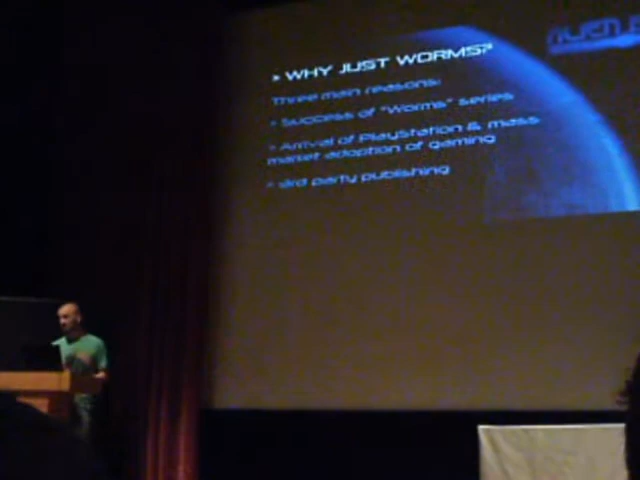 > WHY JUST WORMS?
Three main reasons:
> Success of "Worms" series
> Arrival of Playstation & mass
market adoption of gaming
> 3rd party publishing